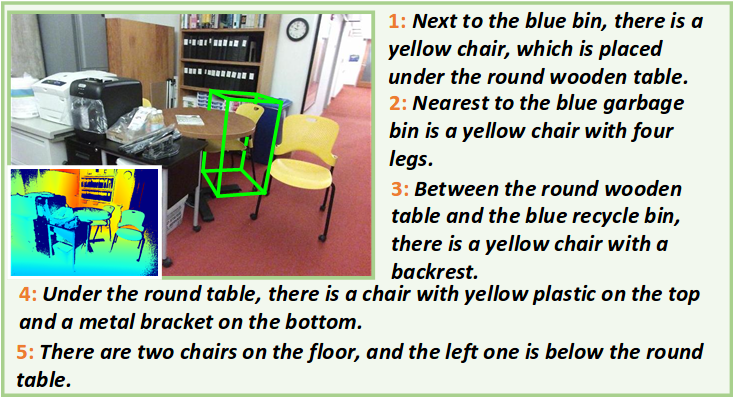 1: Next to the blue bin, there is a
yellow chair, which is placed
under the round wooden table.
2: Nearest to the blue garbage
bin is a yellow chair with four
legs.
3: Between the round wooden
table and the blue recycle bin,
there is a yellow chair with a
backrest.
4: Under the round table, there is a chair with yellow plastic on the top
and a metal bracket on the bottom.
5: There are two chairs on the floor, and the left one is below the round
table.